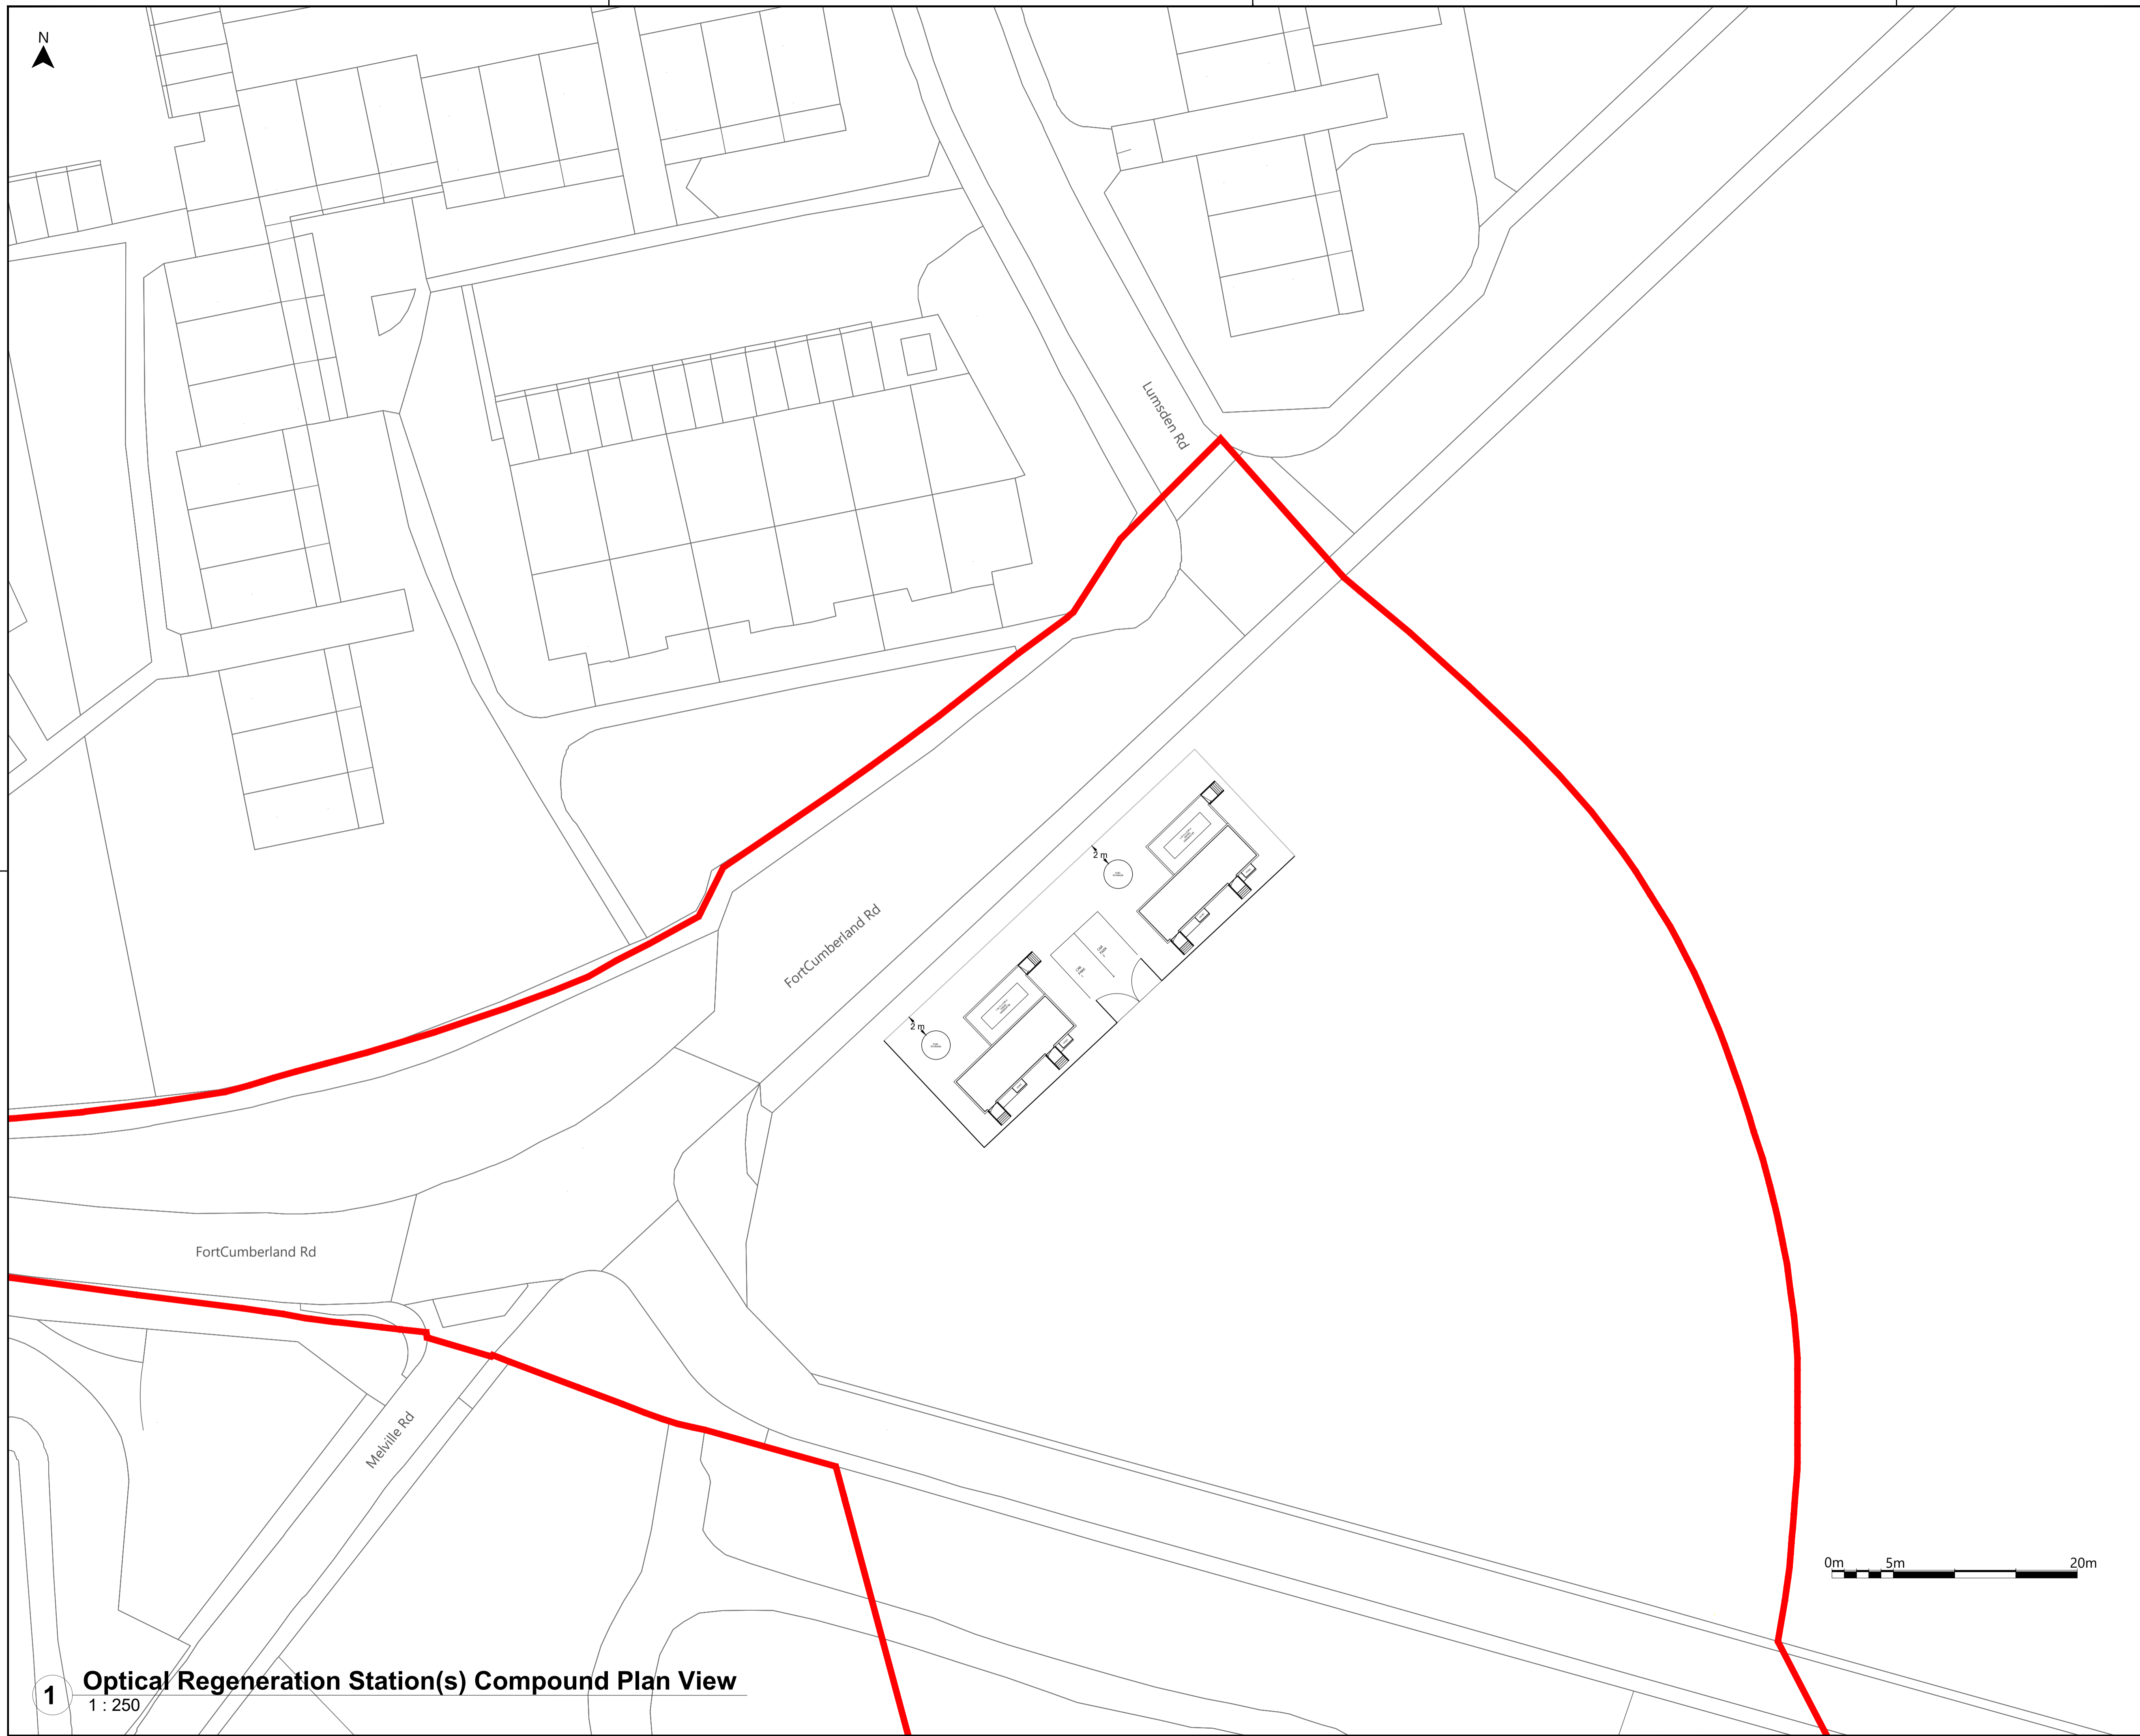 N
Lumsden Rd
2 m
FortCumberland Rd
2 m
FortCumberland Rd
Melville Rd
0m 5m 20m
1 Optical Regeneration Station(s) Compound Plan View
1 : 250